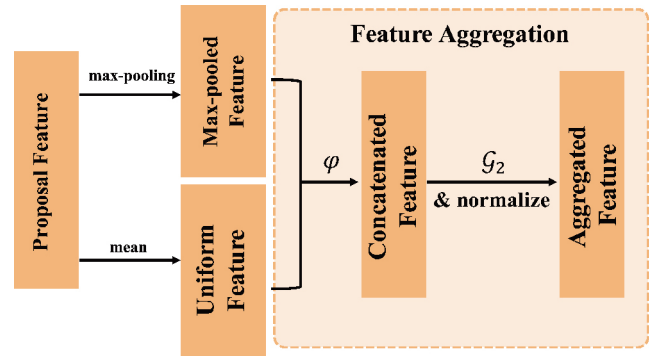 Feature Aggregation
Proposal Feature
max-pooling
Max-pooled
Feature
mean
Uniform
Feature
φ
Concatenated
Feature
𝒢₂
& normalize
Aggregated
Feature